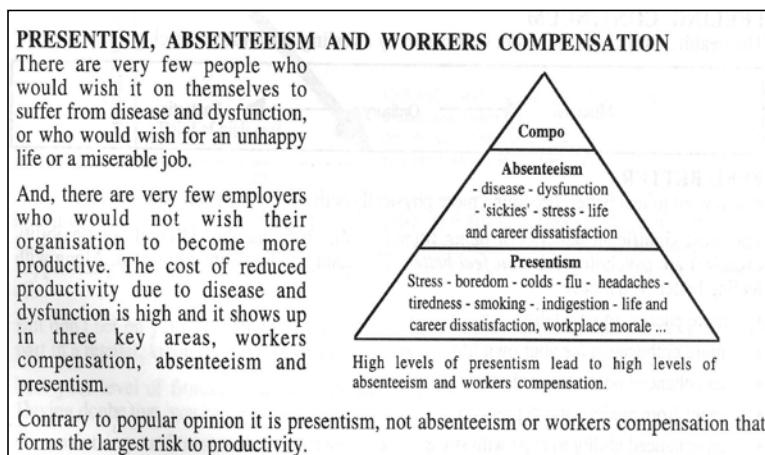 PRESENTISM, ABSENTEEISM AND WORKERS COMPENSATION
There are very few people who
would wish it on themselves to
suffer from disease and dysfunction,
or who would wish for an unhappy
life or a miserable job.
And, there are very few employers
who would not wish their
organisation to become more
productive. The cost of reduced
productivity due to disease and
dysfunction is high and it shows up
in three key areas, workers
compensation, absenteeism and
presentism.
Compo
Absenteeism
- disease - dysfunction
- 'sickies' - stress - life
and career dissatisfaction
Presentism
Stress - boredom - colds - flu - headaches -
tiredness - smoking - indigestion - life and
career dissatisfaction, workplace morale ...
High levels of presentism lead to high levels of
absenteeism and workers compensation.
Contrary to popular opinion it is presentism, not absenteeism or workers compensation that
forms the largest risk to productivity.